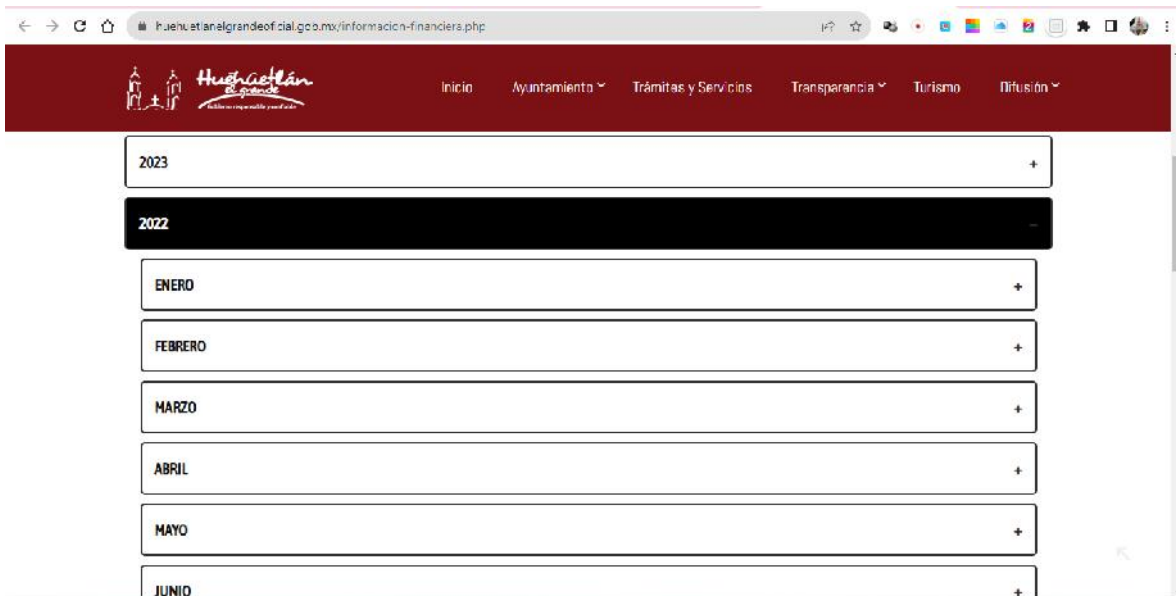 huehuetlanelgrandeoficial.gob.mx/informacion-financiera.php
Huehuetlán
el grande
Inicio Ayuntamiento Trámites y Servicios Transparencia Turismo Difusión
2023 +
2022 -
ENERO +
FEBRERO +
MARZO +
ABRIL +
MAYO +
JUNIO +